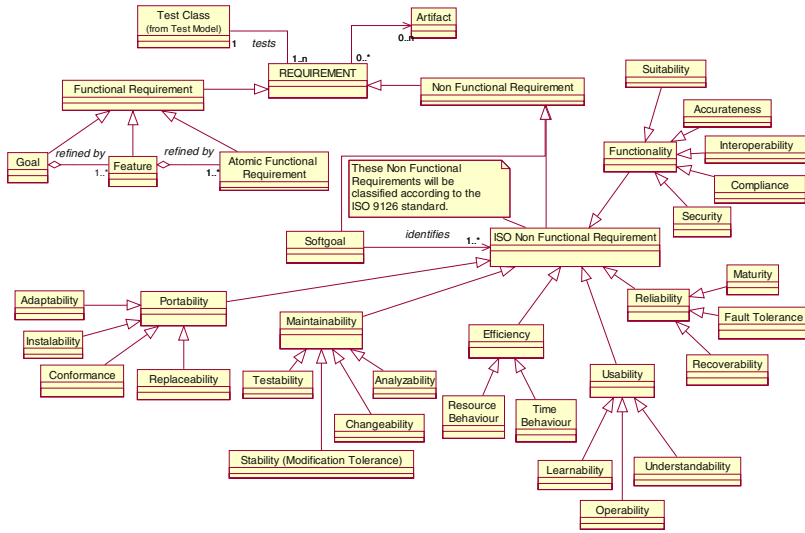 Test Class
(from Test Model)
Artifact
1
tests
1..n
0..*
0..n
REQUIREMENT
Functional Requirement
Non Functional Requirement
Suitability
Accurateness
Interoperability
Functionality
Compliance
Security
Goal
refined by
1..*
Feature
refined by
1..*
Atomic Functional
Requirement
These Non Functional
Requirements will be
classified according to the
ISO 9126 standard.
Softgoal
identifies
1..*
ISO Non Functional Requirement
Adaptability
Portability
Instalability
Conformance
Replaceability
Maintainability
Testability
Analyzability
Changeability
Stability (Modification Tolerance)
Efficiency
Resource
Behaviour
Time
Behaviour
Reliability
Maturity
Fault Tolerance
Recoverability
Usability
Learnability
Understandability
Operability